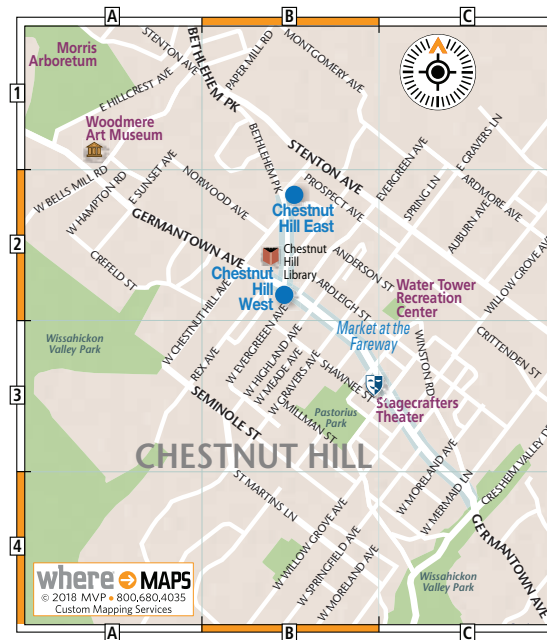 A
B
C
1
2
3
4
Morris
Arboretum
STENTON AVE
BETHLEHEM PK
PAPER MILL RD
MONTGOMERY AVE
E HILLCREST AVE
Woodmere
Art Museum
BETHLEHEM PK
STENTON AVE
EVERGREEN AVE
E GRAVERS LN
W BELLS MILL RD
W HAMPTON RD
E SUNSET AVE
NORWOOD AVE
PROSPECT AVE
SPRING LN
ARDMORE AVE
AUBURN AVE
WILLOW GROVE AVE
Chestnut
Hill East
GERMANTOWN AVE
Chestnut
Hill
Library
ANDERSON ST
CREFELD ST
Chestnut
Hill
West
W CHESTNUT HILL AVE
ARDLEIGH ST
Water Tower
Recreation
Center
Market at the
Fareway
WINSTON RD
CRITTENDEN ST
Wissahickon
Valley Park
REX AVE
W EVERGREEN AVE
W HIGHLAND AVE
W MEADE AVE
W GRAVERS AVE
SHAWNEE ST
SEMINOLE ST
MILLMAN ST
Pastorius
Park
Stagecrafters
Theater
CHESTNUT HILL
ST MARTINS LN
W MORELAND AVE
W MERMAID LN
CRESHEIM VALLEY D
W WILLOW GROVE AVE
W SPRINGFIELD AVE
W MORELAND AVE
GERMANTOWN AVE
Wissahickon
Valley Park
where MAPS
© 2018 MVP • 800,680,4035
Custom Mapping Services
A
B
C